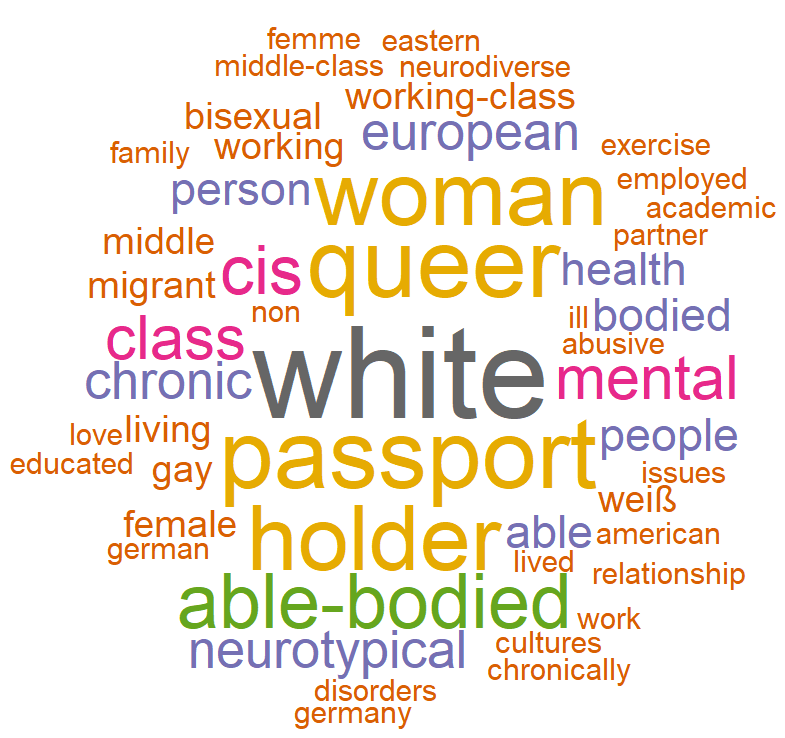 femme eastern
middle-class neurodiverse
bisexual working-class
family working european exercise
person woman employed
academic
middle cis queer partner
migrant health
non ill bodied
class white abusive
chronic mental
love living passport people
educated gay issues
weiß
female holder able american
german lived
able-bodied relationship
work
neurotypical cultures
chronically
disorders
germany